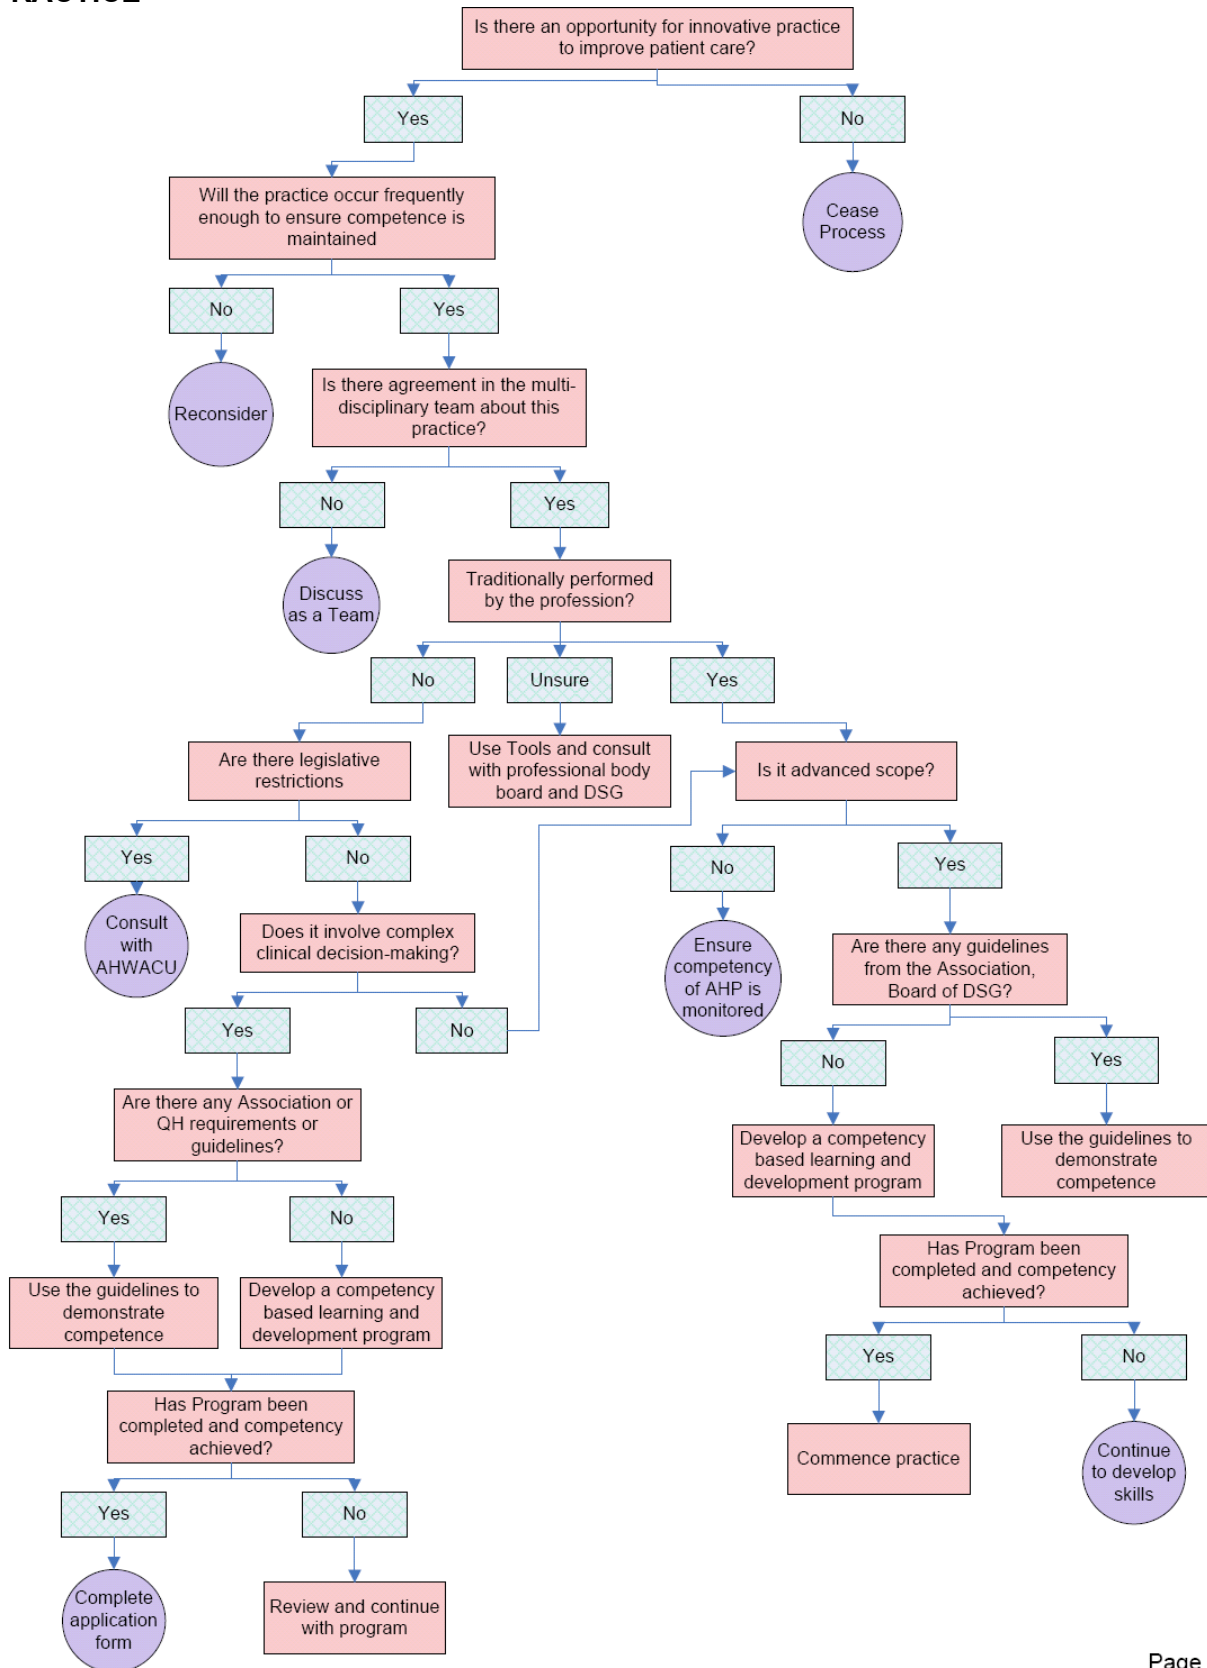 Is there an opportunity for innovative practice
to improve patient care?
Yes
No
Will the practice occur frequently
enough to ensure competence is
maintained
Cease
Process
No
Yes
Reconsider
Is there agreement in the multi-
disciplinary team about this
practice?
No
Yes
Discuss
as a Team
Traditionally performed
by the profession?
No
Unsure
Yes
Are there legislative
restrictions
Use Tools and consult
with professional body
board and DSG
Is it advanced scope?
Yes
No
No
Yes
Consult
with
AHWACU
Does it involve complex
clinical decision-making?
Ensure
competency
of AHP is
monitored
Are there any guidelines
from the Association,
Board of DSG?
Yes
No
No
Yes
Are there any Association or
QH requirements or
guidelines?
Develop a competency
based learning and
development program
Use the guidelines to
demonstrate
competence
Yes
No
Has Program been
completed and competency
achieved?
Use the guidelines to
demonstrate
competence
Develop a competency
based learning and
development program
Yes
No
Has Program been
completed and competency
achieved?
Commence practice
Continue
to develop
skills
Yes
No
Complete
application
form
Review and continue
with program
Page